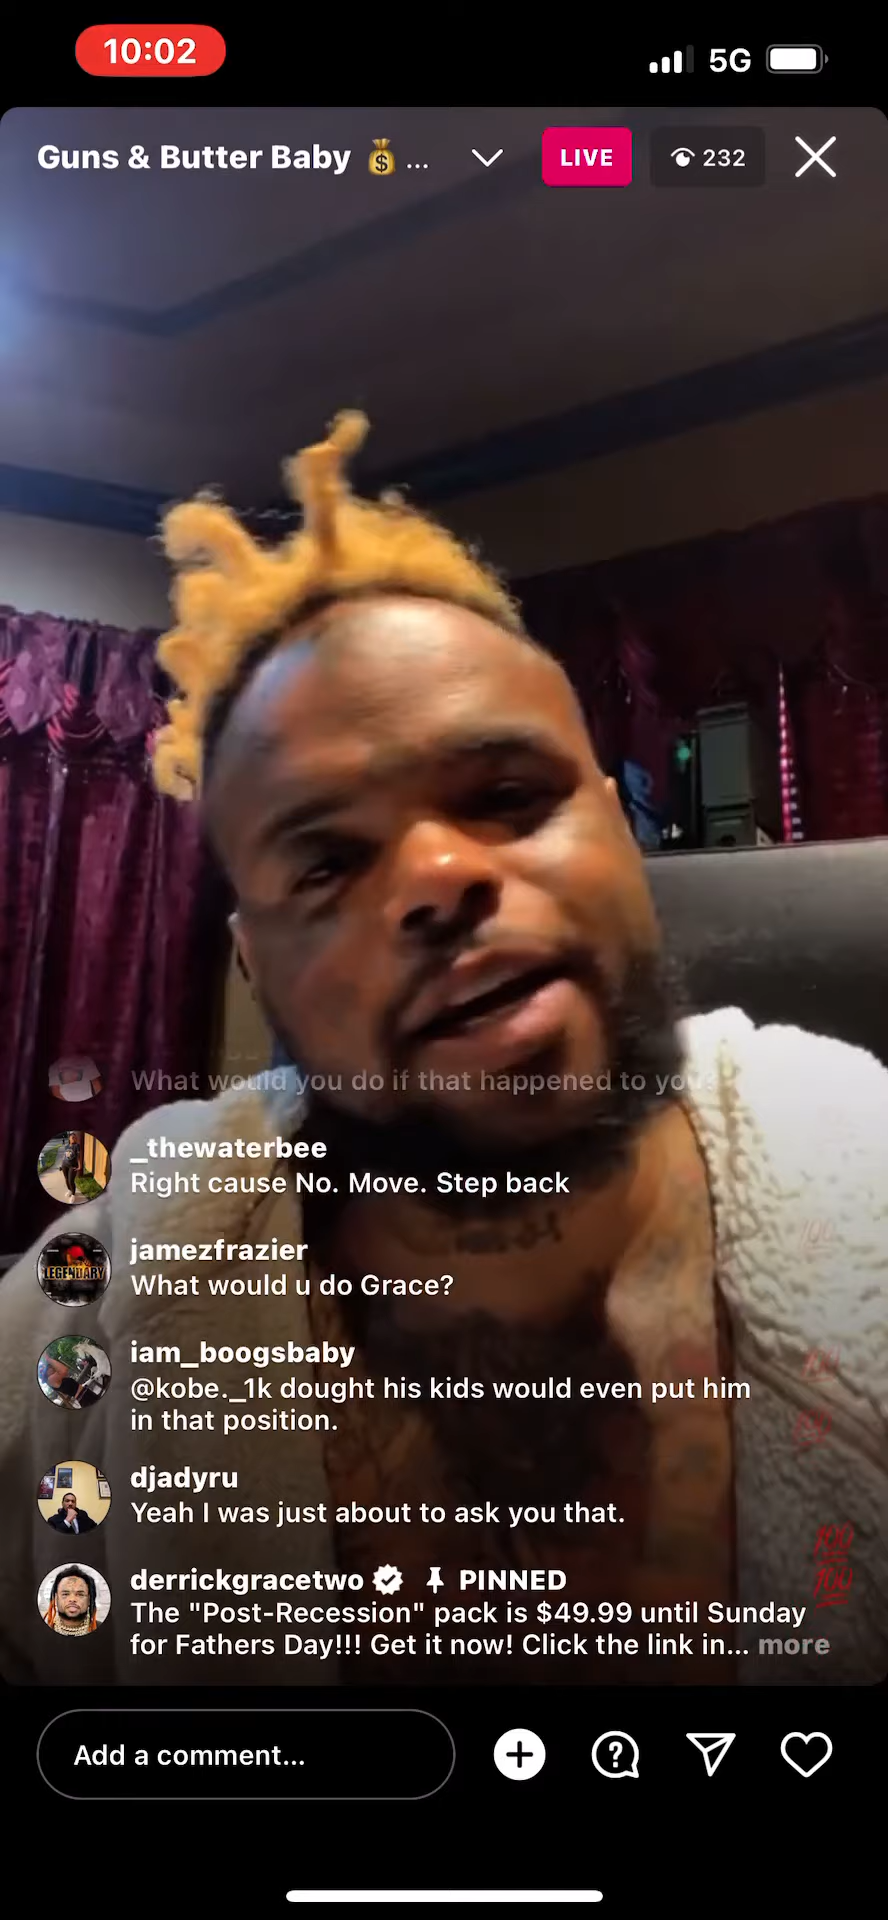 10:02
5G
Guns & Butter Baby 💰 ...
LIVE
232
What would you do if that happened to you?
_thewaterbee
Right cause No. Move. Step back
jamezfrazier
LEGENDARY
What would u do Grace?
iam_boogsbaby
@kobe._1k dought his kids would even put him
in that position.
djadyru
Yeah I was just about to ask you that.
derrickgracetwo PINNED
The "Post-Recession" pack is $49.99 until Sunday
for Fathers Day!!! Get it now! Click the link in... more
Add a comment...